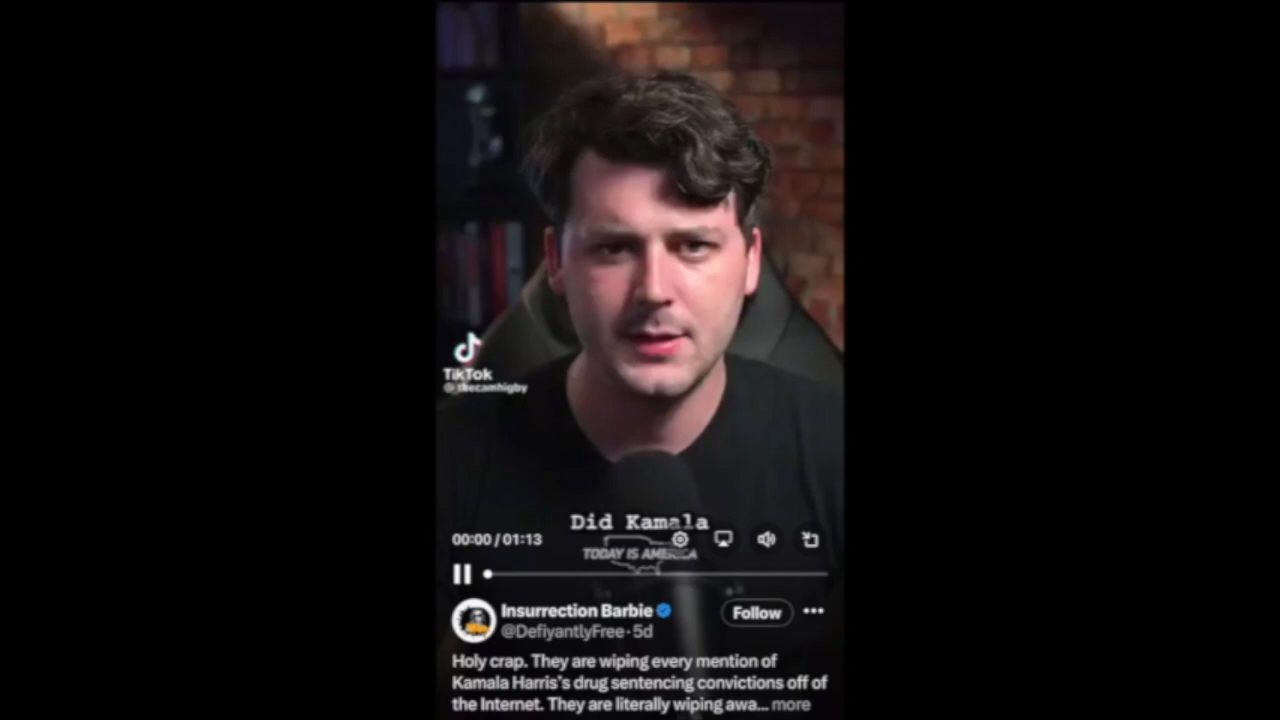 TikTok
@thecamhigby
Did Kamala
00:00 / 01:13
TODAY IS AMERICA
Insurrection Barbie
Follow
@DefiyantlyFree · 5d
Holy crap. They are wiping every mention of
Kamala Harris's drug sentencing convictions off of
the Internet. They are literally wiping awa... more